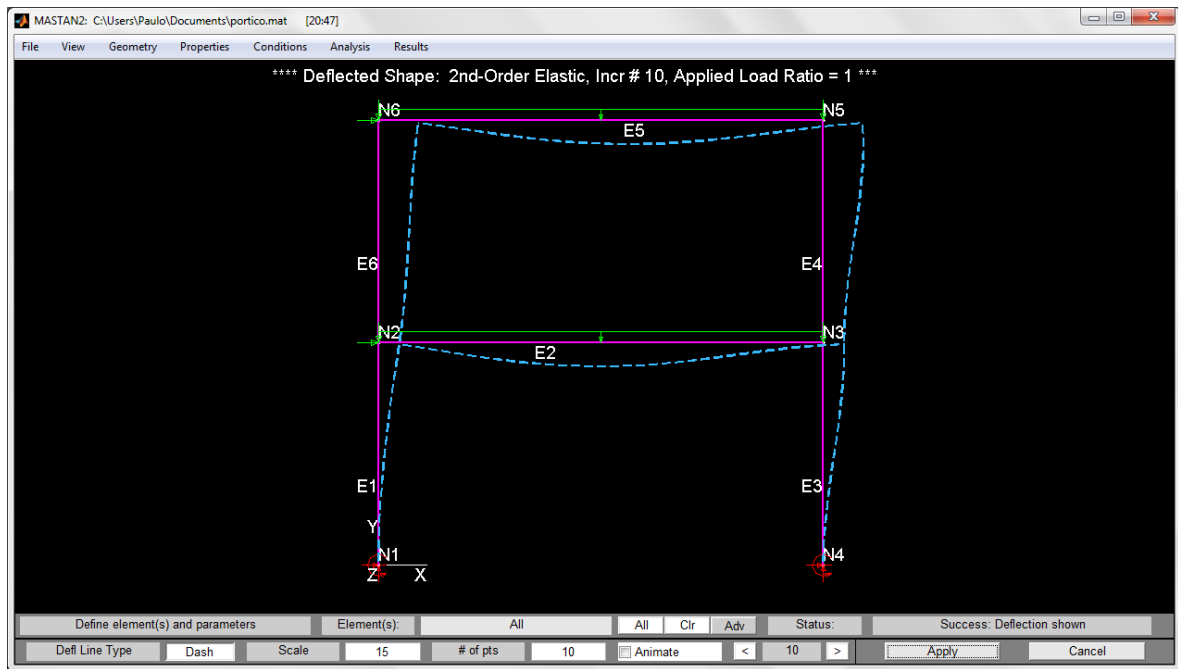 MASTAN2: C:\Users\Paulo\Documents\portico.mat [20:47]
File View Geometry Properties Conditions Analysis Results
**** Deflected Shape: 2nd-Order Elastic, Incr # 10, Applied Load Ratio = 1 ***
N6 N5
E5
E6 E4
N2 N3
E2
E1 E3
Y
N1 N4
Z X
Define element(s) and parameters Element(s): All All Clr Adv Status: Success: Deflection shown
Defl Line Type Dash Scale 15 # of pts 10 Animate < 10 > Apply Cancel